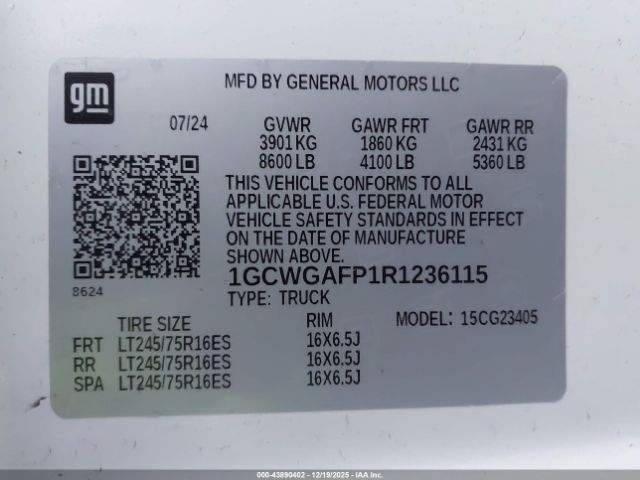 gm
MFD BY GENERAL MOTORS LLC
07/24 GVWR GAWR FRT GAWR RR
3901 KG 1860 KG 2431 KG
8600 LB 4100 LB 5360 LB
THIS VEHICLE CONFORMS TO ALL
APPLICABLE U.S. FEDERAL MOTOR
VEHICLE SAFETY STANDARDS IN EFFECT
ON THE DATE OF MANUFACTURE
SHOWN ABOVE.
8624
1GCWGAFP1R1236115
TYPE: TRUCK
TIRE SIZE RIM MODEL: 15CG23405
FRT LT245/75R16ES 16X6.5J
RR LT245/75R16ES 16X6.5J
SPA LT245/75R16ES 16X6.5J
000-43890402 - 12/19/2025 - IAA, Inc.